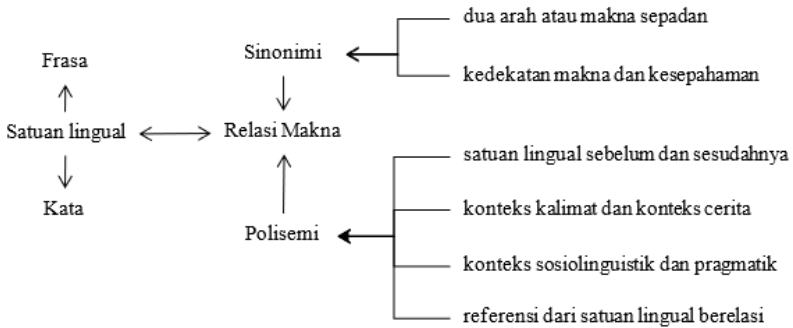 dua arah atau makna sepadan
Sinonimi
Frasa
kedekatan makna dan kesepahaman
Satuan lingual
Relasi Makna
satuan lingual sebelum dan sesudahnya
Kata
konteks kalimat dan konteks cerita
Polisemi
konteks sosiolinguistik dan pragmatik
referensi dari satuan lingual berelasi